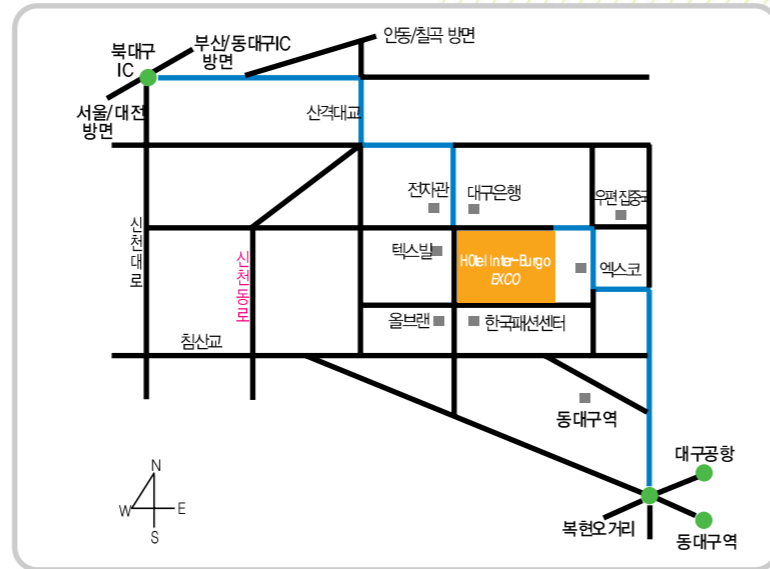 안동/칠곡 방면
부산/동대구IC
방면
북대구
IC
서울/대전
방면
산격대교
전자관
대구은행
우편집중국
신천대로
신천동로
텍스빌
Hotel Inter-Burgo
EXCO
엑스코
올브랜
한국패션센터
침산교
동대구역
대구공항
복현오거리
동대구역
N
W
E
S